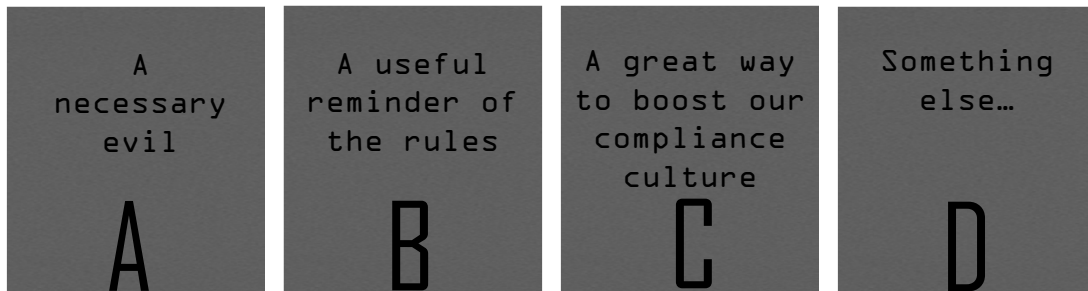 A
necessary
evil
A
A useful
reminder of
the rules
B
A great way
to boost our
compliance
culture
C
Something
else…
D